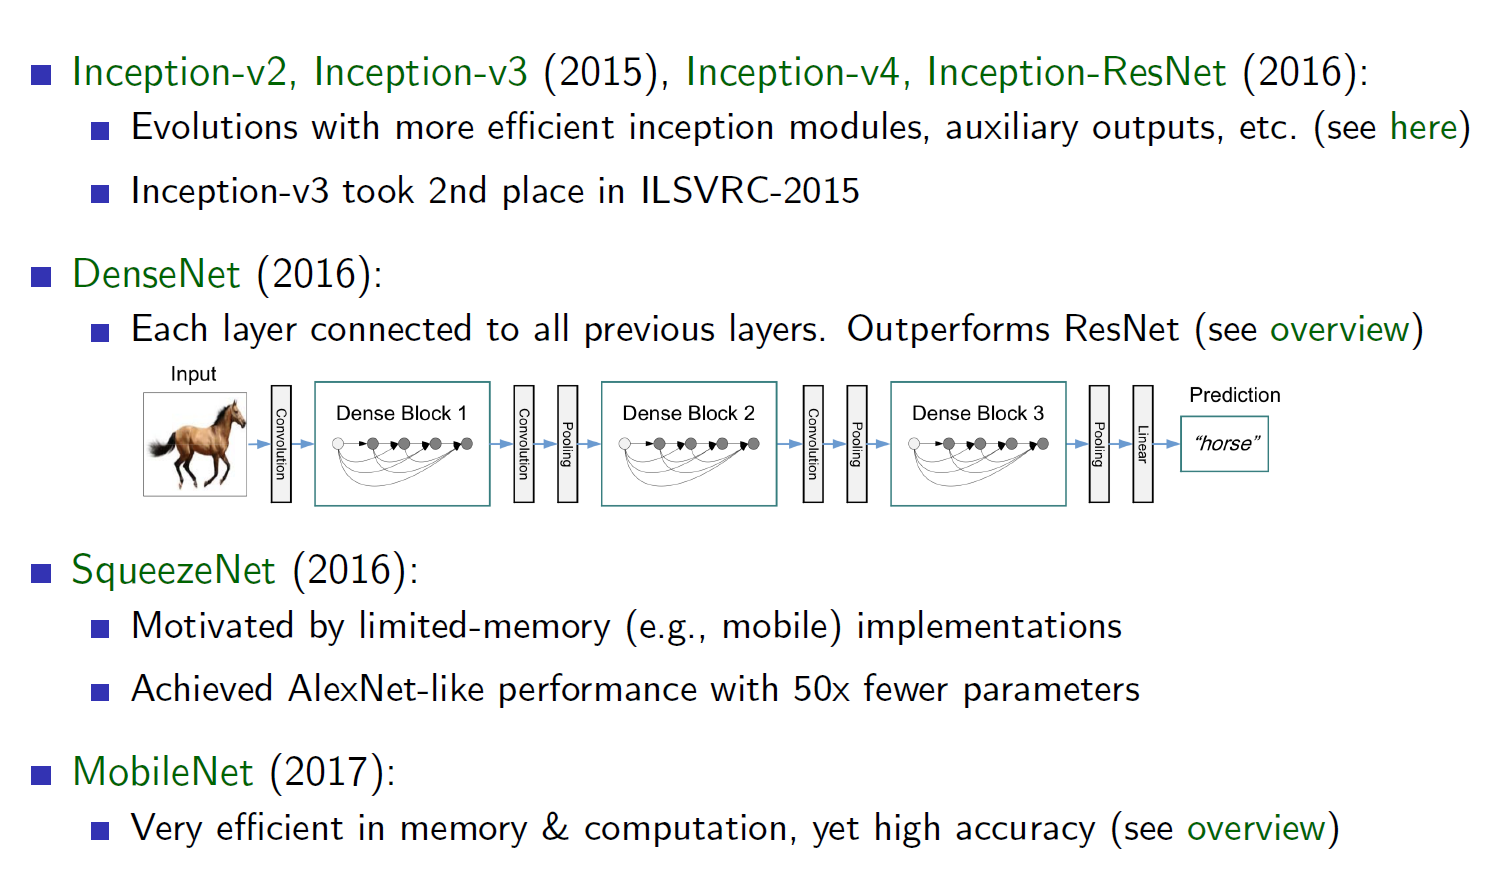 Inception-v2, Inception-v3 (2015), Inception-v4, Inception-ResNet (2016):
Evolutions with more efficient inception modules, auxiliary outputs, etc. (see here)
Inception-v3 took 2nd place in ILSVRC-2015
DenseNet (2016):
Each layer connected to all previous layers. Outperforms ResNet (see overview)
Input
Convolution
Dense Block 1
Convolution
Pooling
Dense Block 2
Convolution
Pooling
Dense Block 3
Pooling
Linear
Prediction
“horse”
SqueezeNet (2016):
Motivated by limited-memory (e.g., mobile) implementations
Achieved AlexNet-like performance with 50x fewer parameters
MobileNet (2017):
Very efficient in memory & computation, yet high accuracy (see overview)